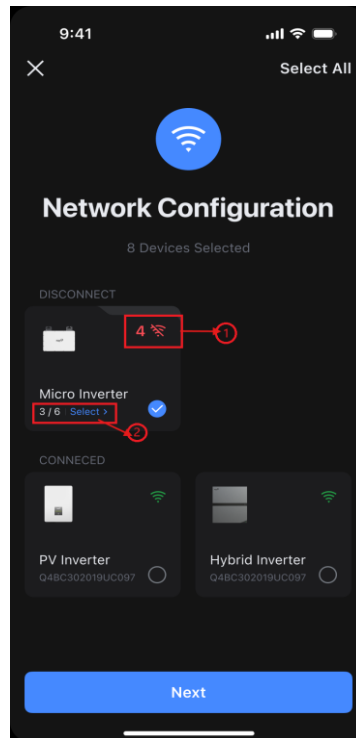 9:41
Select All
Network Configuration
8 Devices Selected
DISCONNECT
4
1
Micro Inverter
3 / 6 Select >
2
CONNECED
PV Inverter
Q4BC302019UC097
Hybrid Inverter
Q48C302019UC097
Next